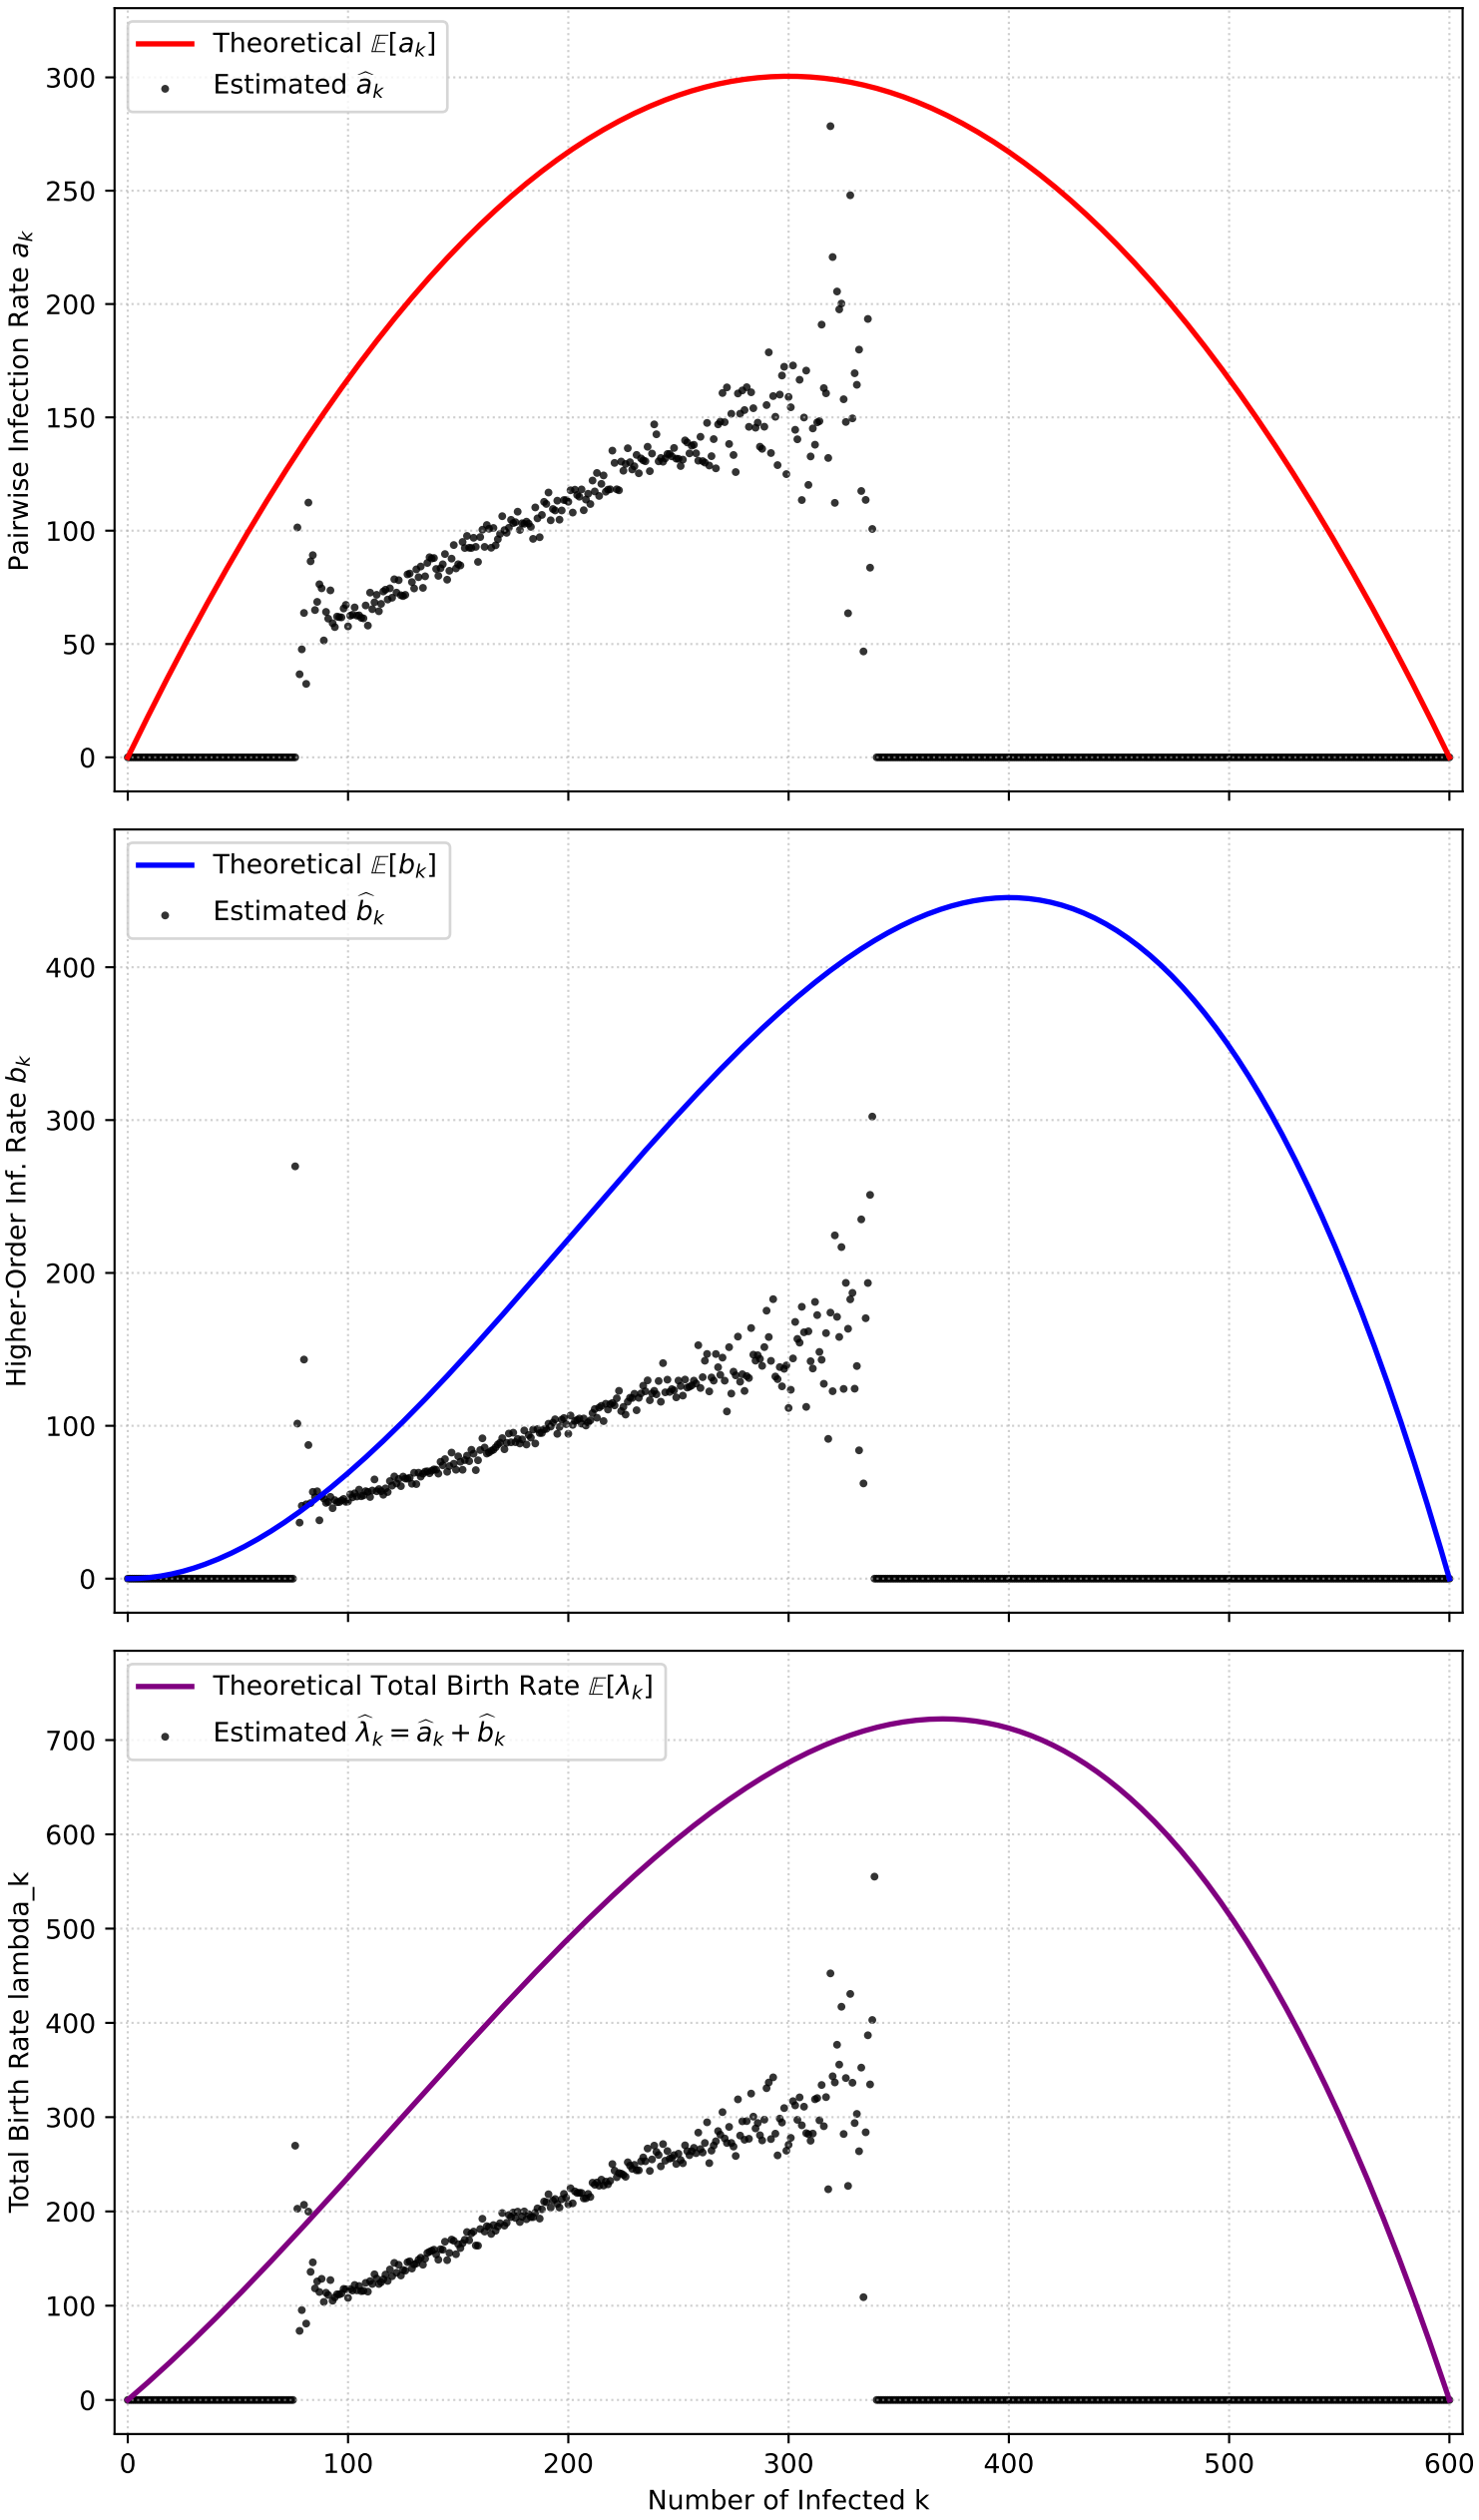 Theoretical 𝔼[a_k]
Estimated â_k
300
250
200
150
100
50
0
Pairwise Infection Rate a_k
Theoretical 𝔼[b_k]
Estimated b̂_k
400
300
200
100
0
Higher-Order Inf. Rate b_k
Theoretical Total Birth Rate 𝔼[λ_k]
Estimated λ̂_k = â_k + b̂_k
700
600
500
400
300
200
100
0
Total Birth Rate lambda_k
0 100 200 300 400 500 600
Number of Infected k